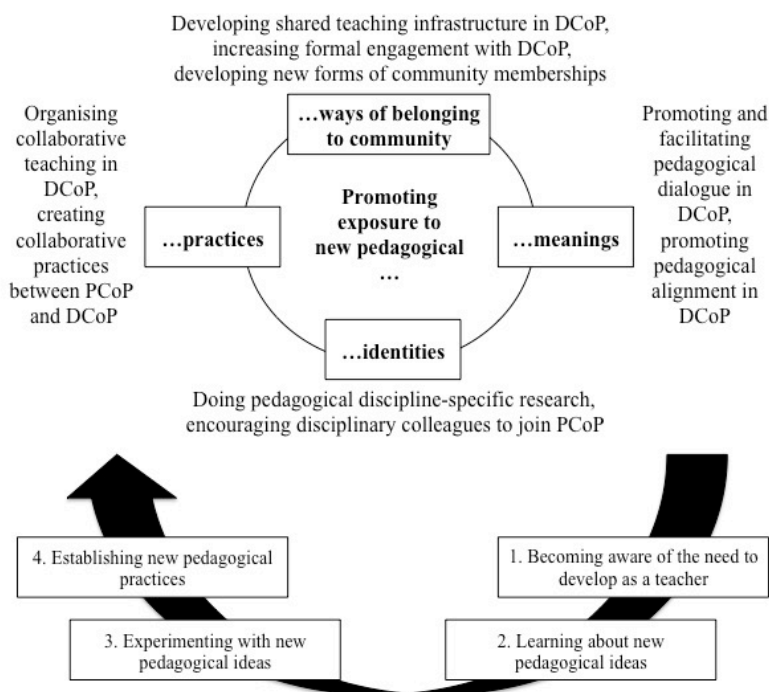 Developing shared teaching infrastructure in DCoP,
increasing formal engagement with DCoP,
developing new forms of community memberships
Organising
collaborative
teaching in
DCoP,
creating
collaborative
practices
between PCoP
and DCoP
…ways of belonging
to community
Promoting
exposure to
new pedagogical
…
…practices
…meanings
…identities
Promoting and
facilitating
pedagogical
dialogue in
DCoP,
promoting
pedagogical
alignment in
DCoP
Doing pedagogical discipline-specific research,
encouraging disciplinary colleagues to join PCoP
1. Becoming aware of the need to
develop as a teacher
2. Learning about new
pedagogical ideas
3. Experimenting with new
pedagogical ideas
4. Establishing new pedagogical
practices